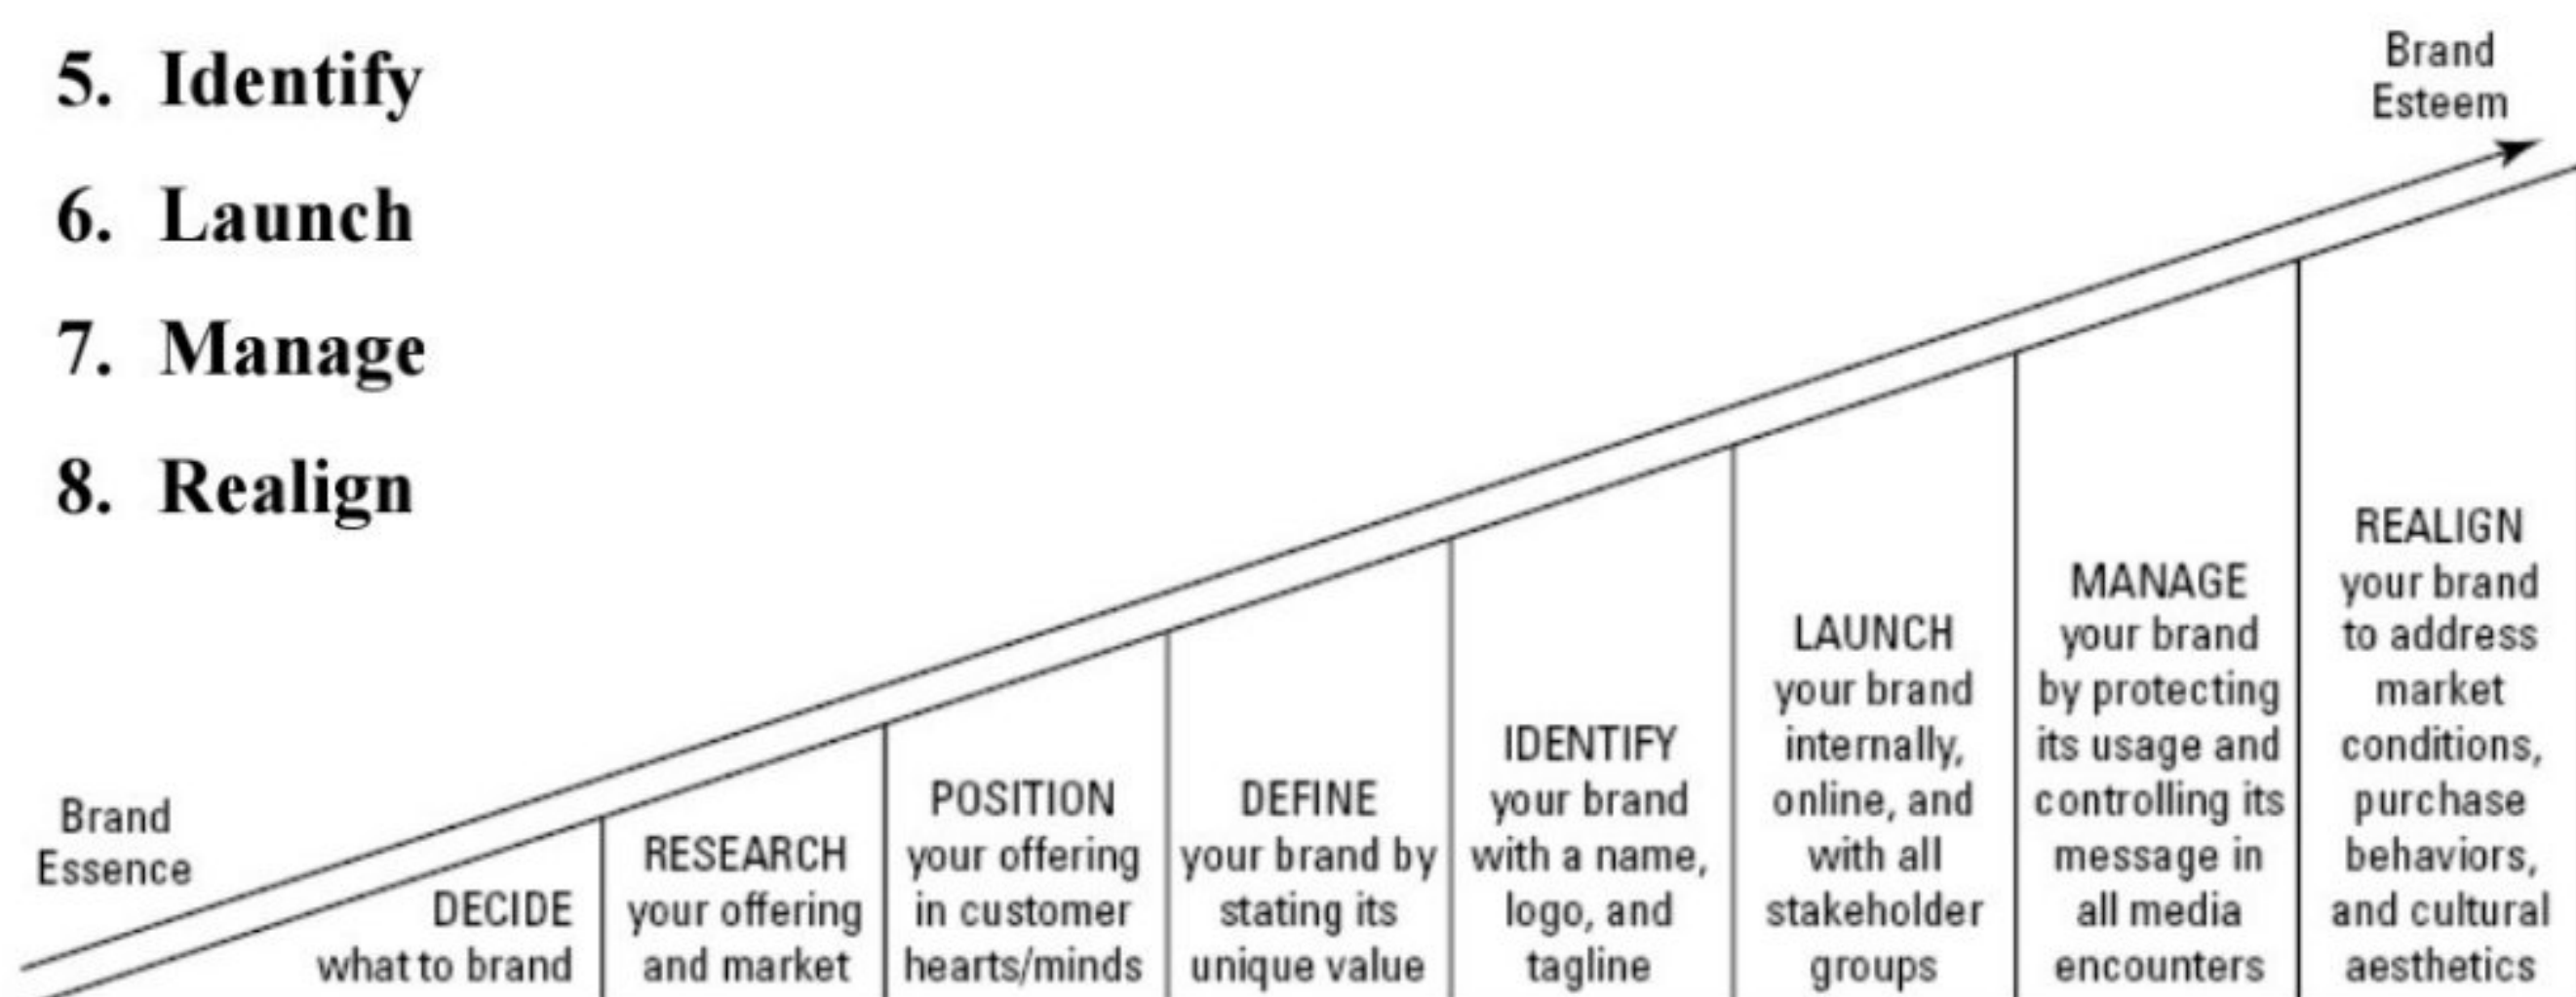 5. Identify
6. Launch
7. Manage
8. Realign
Brand
Esteem
Brand
Essence
DECIDE
what to brand
RESEARCH
your offering
and market
POSITION
your offering
in customer
hearts/minds
DEFINE
your brand by
stating its
unique value
IDENTIFY
your brand
with a name,
logo, and
tagline
LAUNCH
your brand
internally,
online, and
with all
stakeholder
groups
MANAGE
your brand
by protecting
its usage and
controlling its
message in
all media
encounters
REALIGN
your brand
to address
market
conditions,
purchase
behaviors,
and cultural
aesthetics